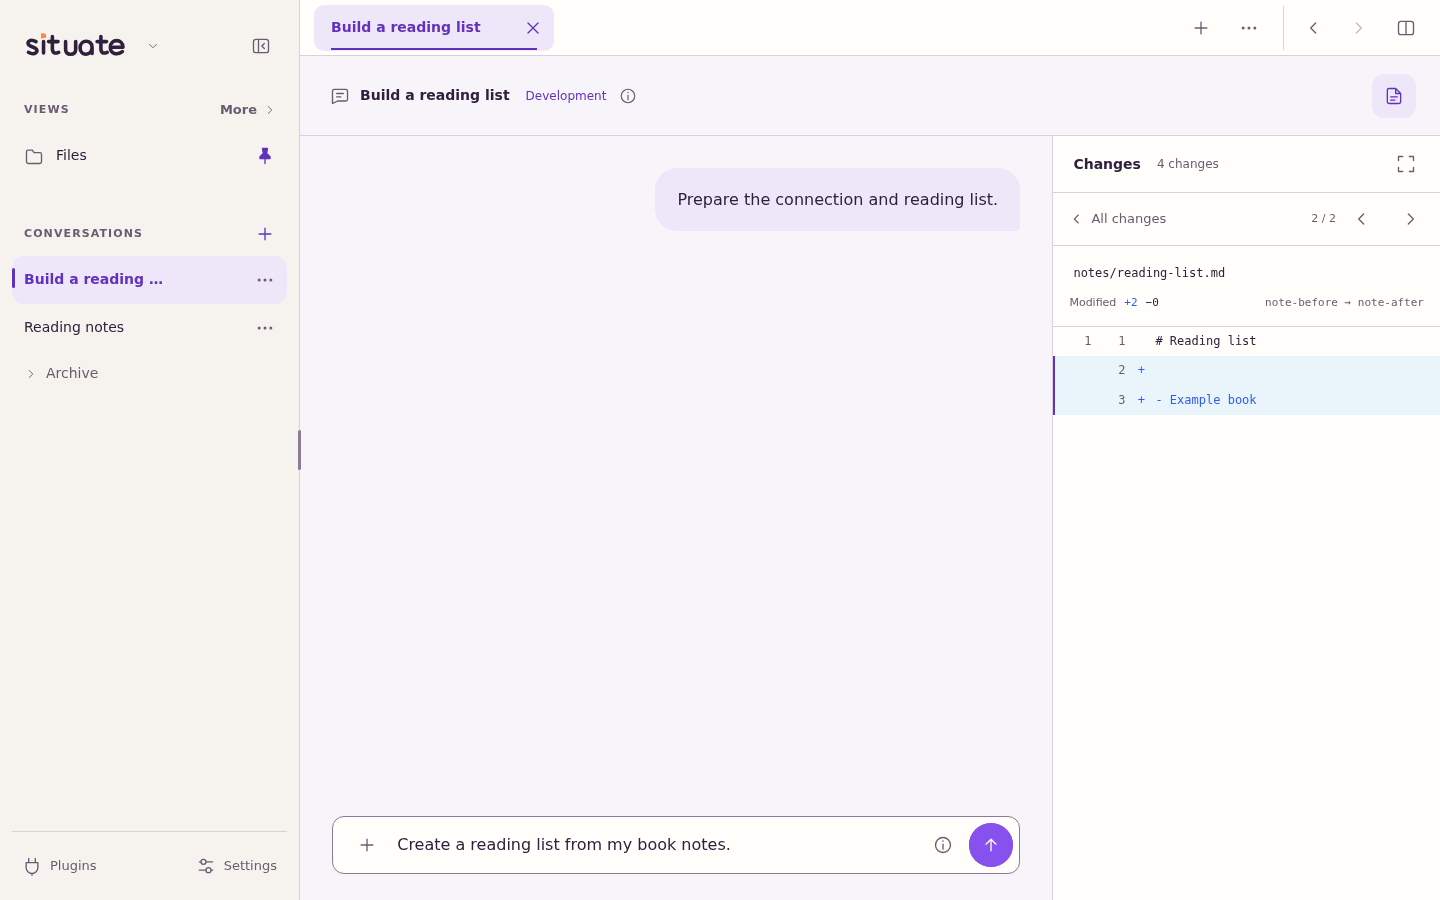 situate
VIEWS
More
Files
CONVERSATIONS
Build a reading ...
Reading notes
Archive
Plugins
Settings
Build a reading list
Build a reading list
Development
Prepare the connection and reading list.
Create a reading list from my book notes.
Changes
4 changes
All changes
2 / 2
notes/reading-list.md
Modified +2 −0
note-before → note-after
1 1 # Reading list
2 +
3 + - Example book